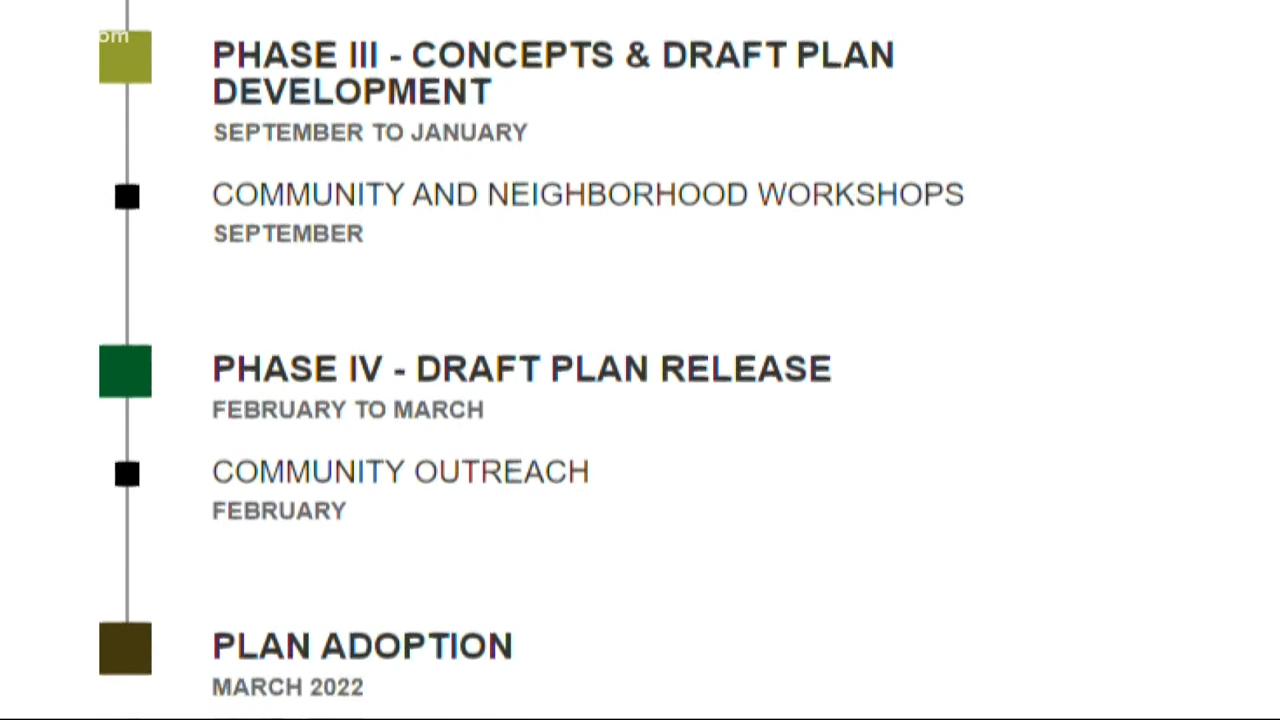 om
PHASE III - CONCEPTS & DRAFT PLAN
DEVELOPMENT
SEPTEMBER TO JANUARY
COMMUNITY AND NEIGHBORHOOD WORKSHOPS
SEPTEMBER
PHASE IV - DRAFT PLAN RELEASE
FEBRUARY TO MARCH
COMMUNITY OUTREACH
FEBRUARY
PLAN ADOPTION
MARCH 2022